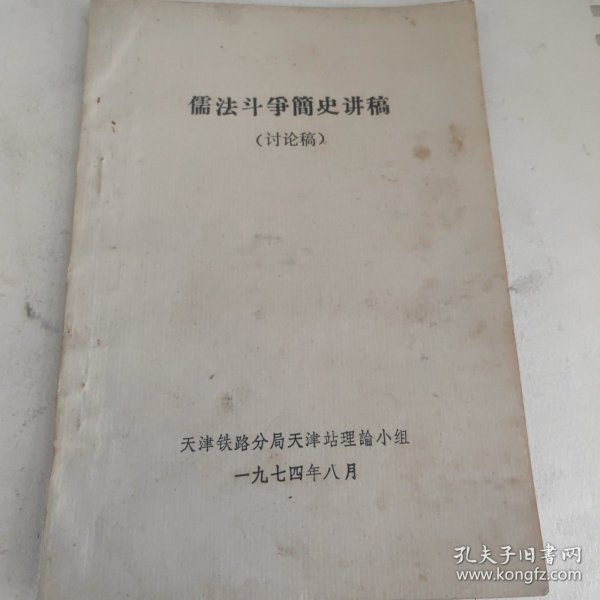 儒法斗爭簡史讲稿
（讨论稿）
天津铁路分局天津站理論小组
一九七四年八月
孔夫子旧书网
www.kongfz.com